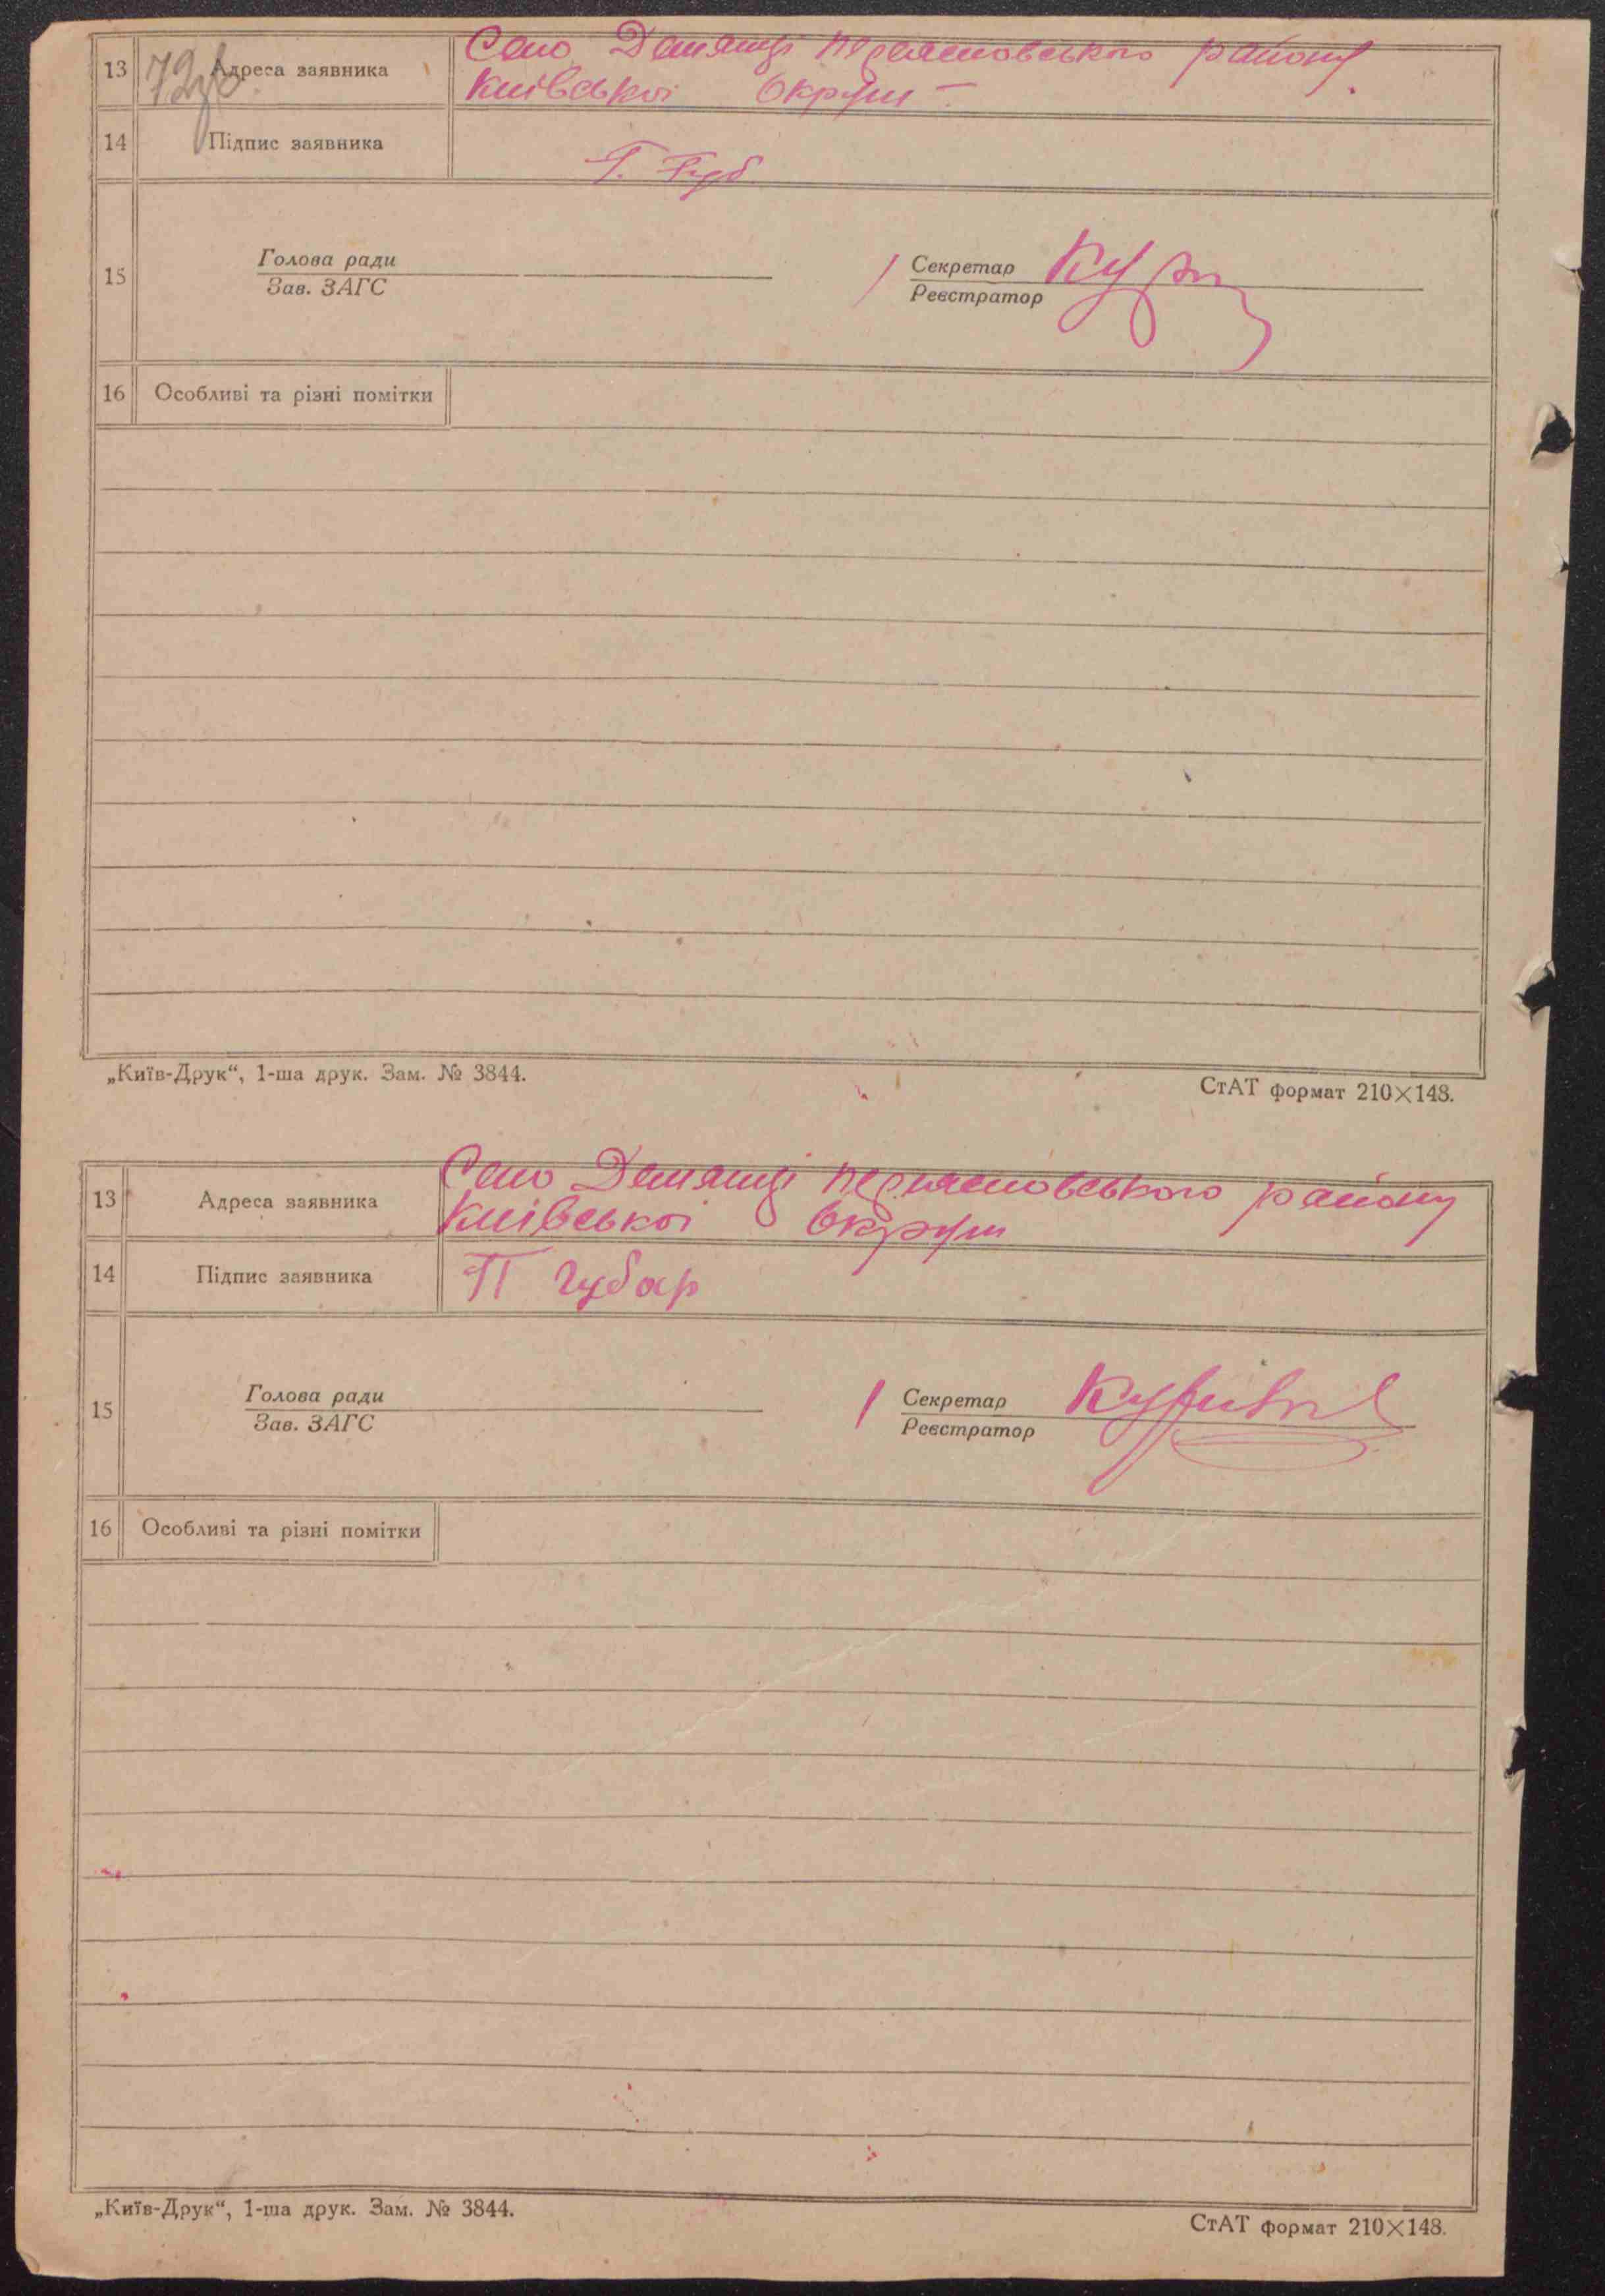 72зв.
13 Адреса заявника Село Демянці Переяславського району
Київської Округи
14 Підпис заявника Г. Губ
15 Голова ради
Зав. ЗАГС
Секретар
Реєстратор
16 Особливі та різні помітки
„Київ-Друк“, 1-ша друк. Зам. № 3844.
СтАТ формат 210×148.
13 Адреса заявника Село Демянці Переяславського району
Київської Округи
14 Підпис заявника П Губар
15 Голова ради
Зав. ЗАГС
Секретар
Реєстратор
16 Особливі та різні помітки
„Київ-Друк“, 1-ша друк. Зам. № 3844.
СтАТ формат 210×148.